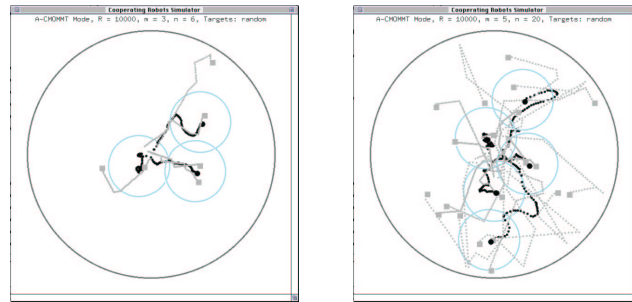 Cooperating Robots Simulator
A-CMOMMT Mode, R = 10000, m = 3, n = 6, Targets: random
Cooperating Robots Simulator
A-CMOMMT Mode, R = 10000, m = 5, n = 20, Targets: random